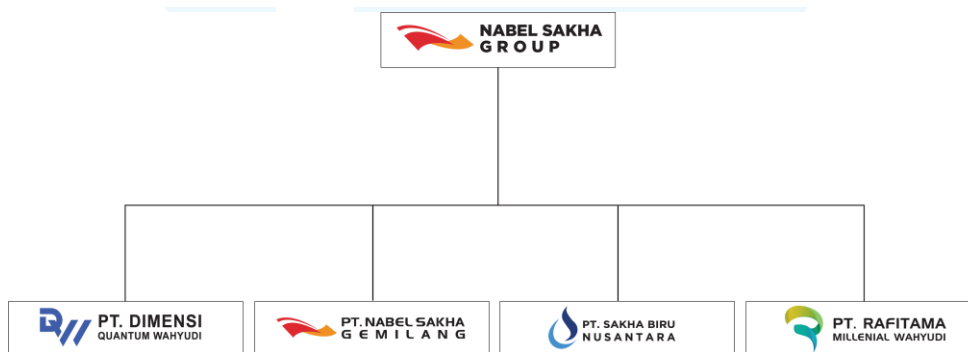 NABEL SAKHA
GROUP
PT. DIMENSI
QUANTUM WAHYUDI
PT. NABEL SAKHA
GEMILANG
PT. SAKHA BIRU
NUSANTARA
PT. RAFITAMA
MILLENIAL WAHYUDI